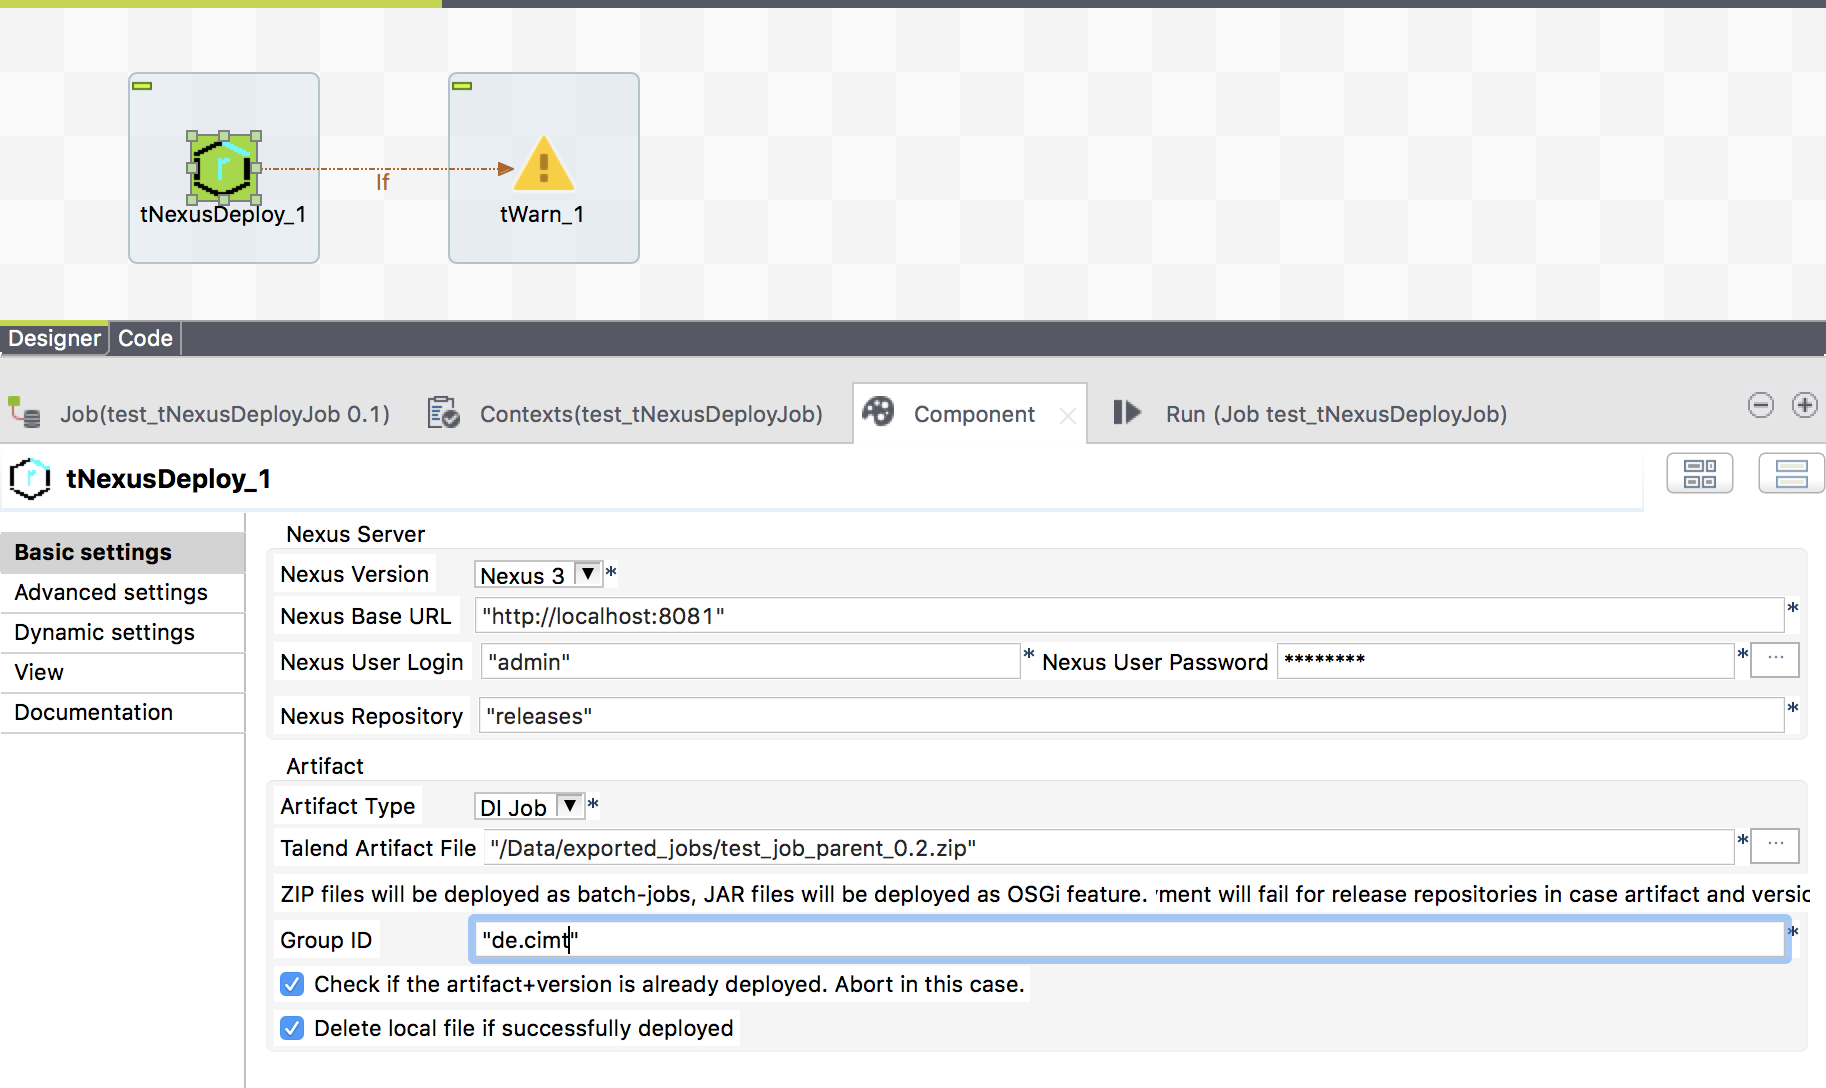 If
tNexusDeploy_1 tWarn_1
Designer Code
Job(test_tNexusDeployJob 0.1) Contexts(test_tNexusDeployJob) Component Run (Job test_tNexusDeployJob)
r tNexusDeploy_1
Basic settings
Advanced settings
Dynamic settings
View
Documentation
Nexus Server
Nexus Version Nexus 3 *
Nexus Base URL "http://localhost:8081" *
Nexus User Login "admin" * Nexus User Password ******** * ...
Nexus Repository "releases" *
Artifact
Artifact Type DI Job *
Talend Artifact File "/Data/exported_jobs/test_job_parent_0.2.zip" * ...
ZIP files will be deployed as batch-jobs, JAR files will be deployed as OSGi feature. yment will fail for release repositories in case artifact and versio
Group ID "de.cimt" *
Check if the artifact+version is already deployed. Abort in this case.
Delete local file if successfully deployed